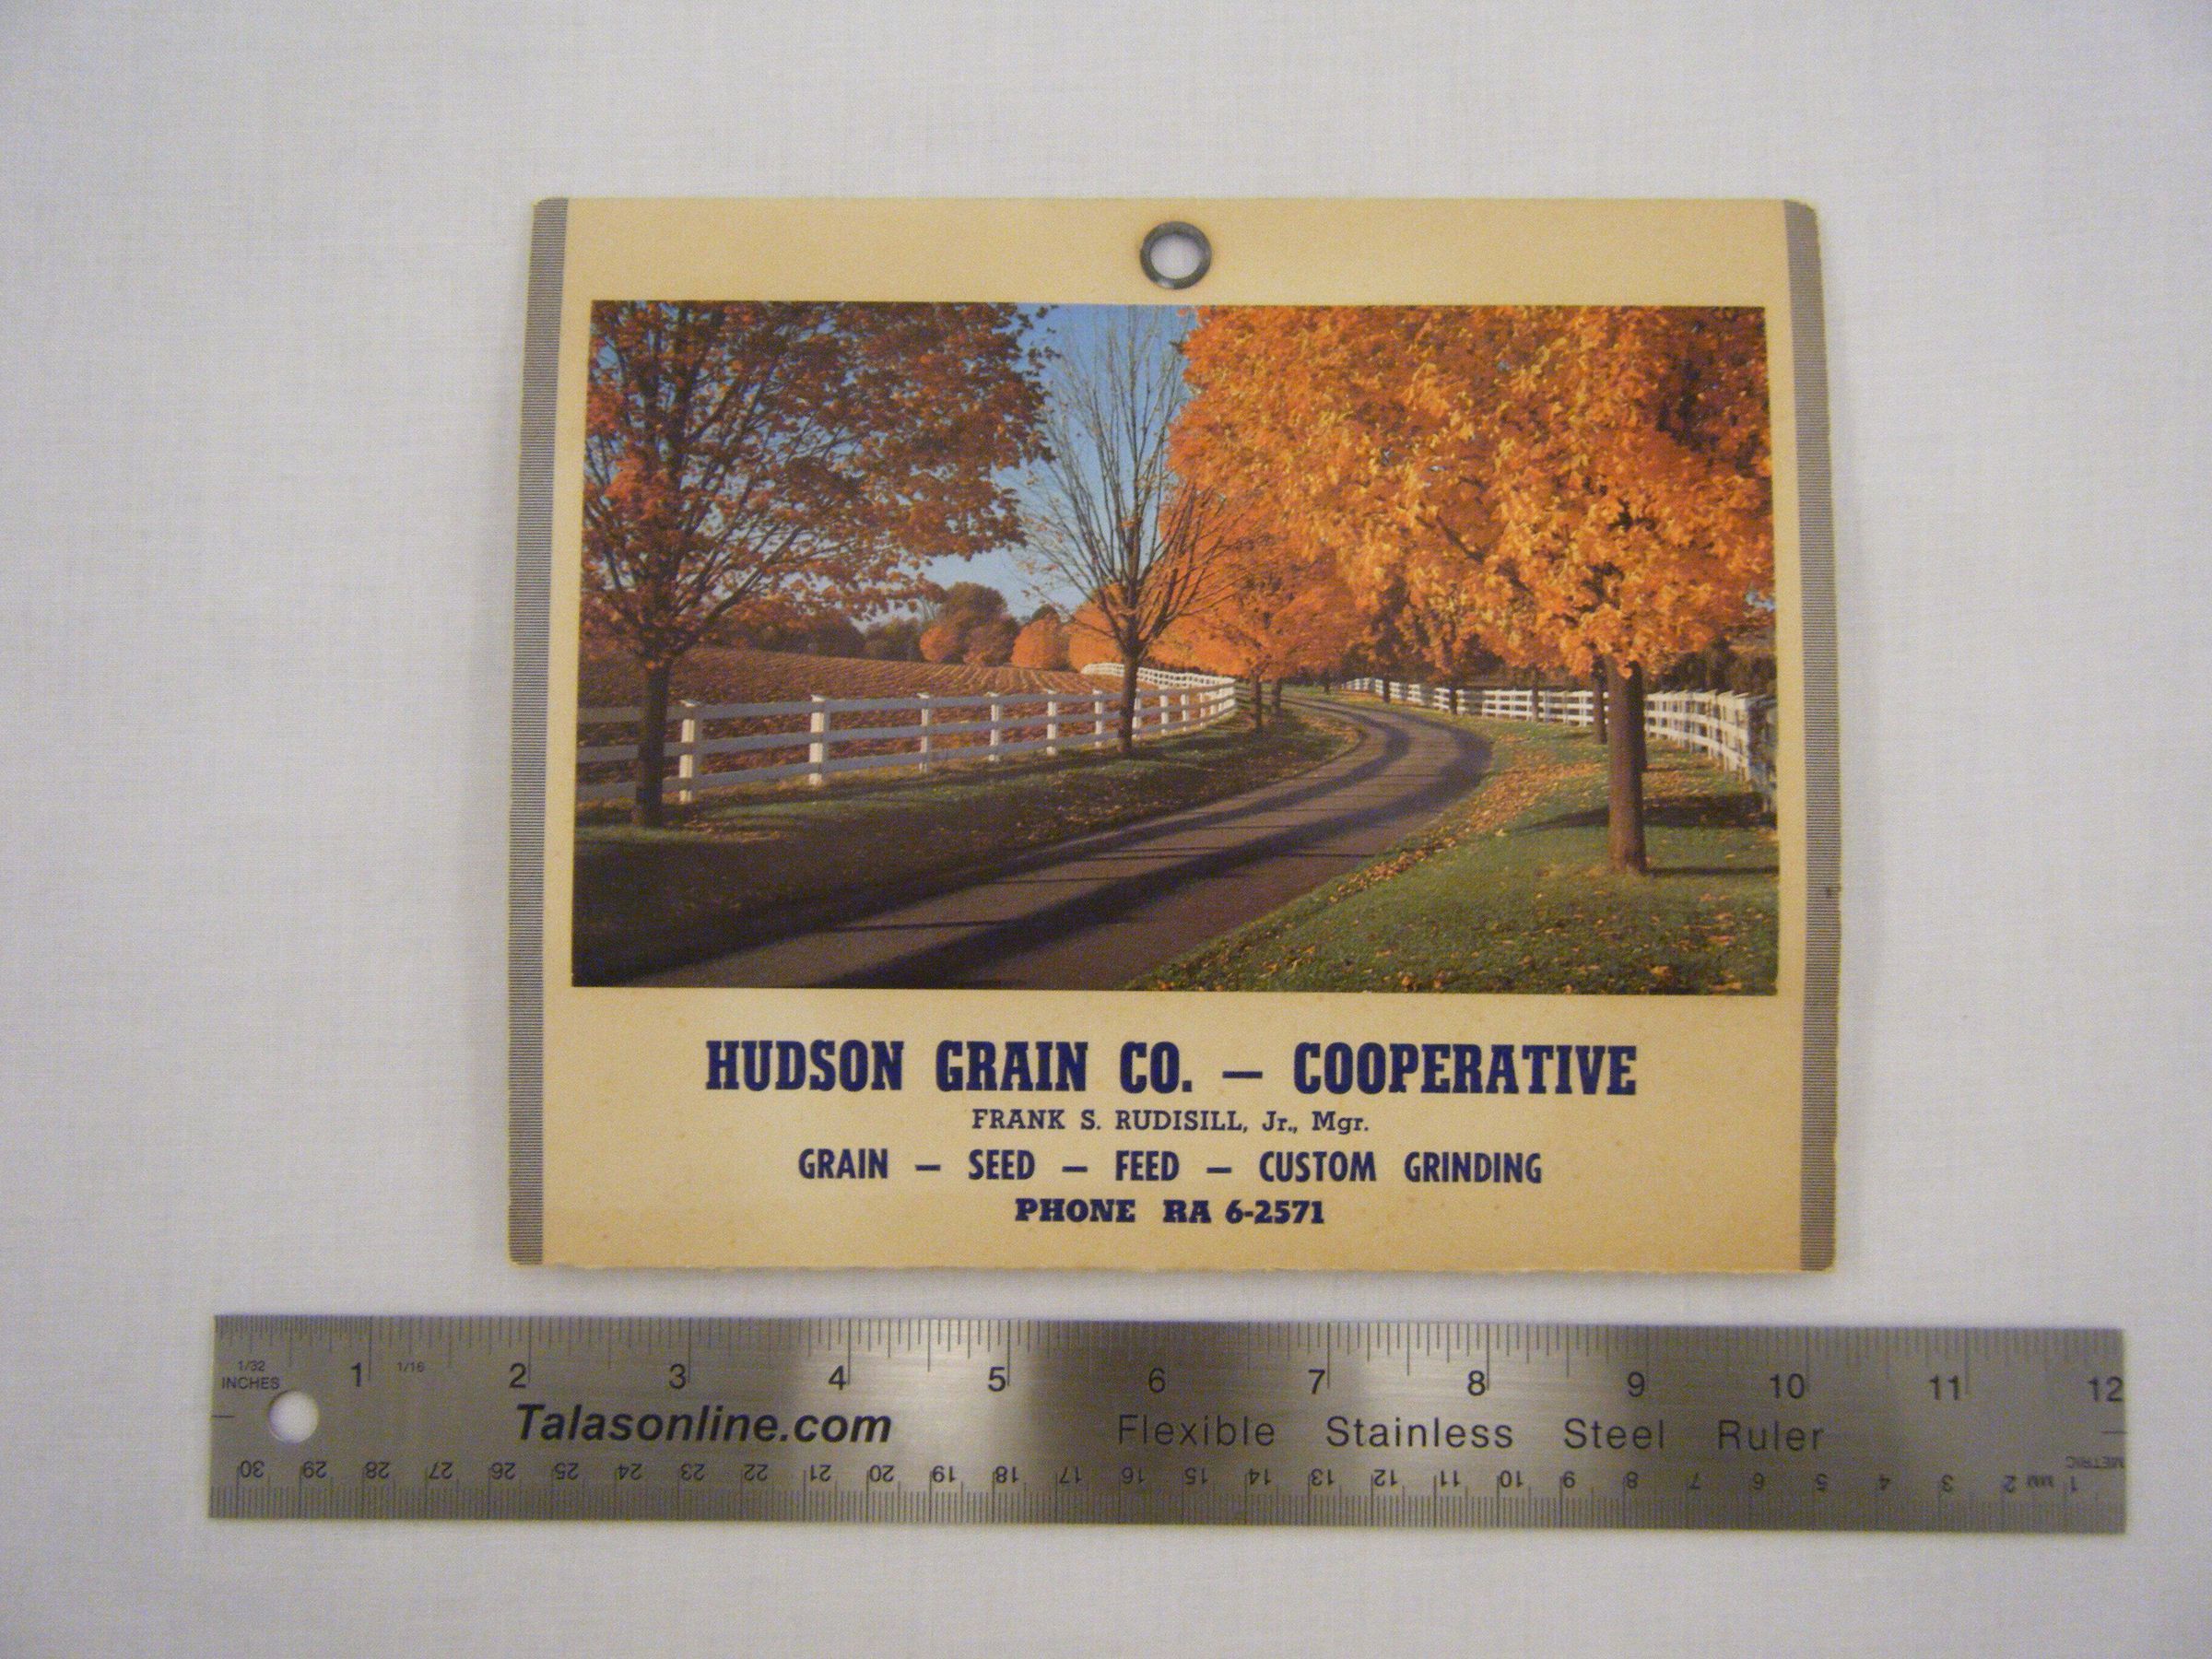 HUDSON GRAIN CO. — COOPERATIVE
FRANK S. RUDISILL, Jr., Mgr.
GRAIN — SEED — FEED — CUSTOM GRINDING
PHONE RA 6-2571
1/32 1/16
INCHES 1 2 3 4 5 6 7 8 9 10 11 12
Talasonline.com Flexible Stainless Steel Ruler
METRIC
30 29 28 27 26 25 24 23 22 21 20 19 18 17 16 15 14 13 12 11 10 9 8 7 6 5 4 3 2 MM 1